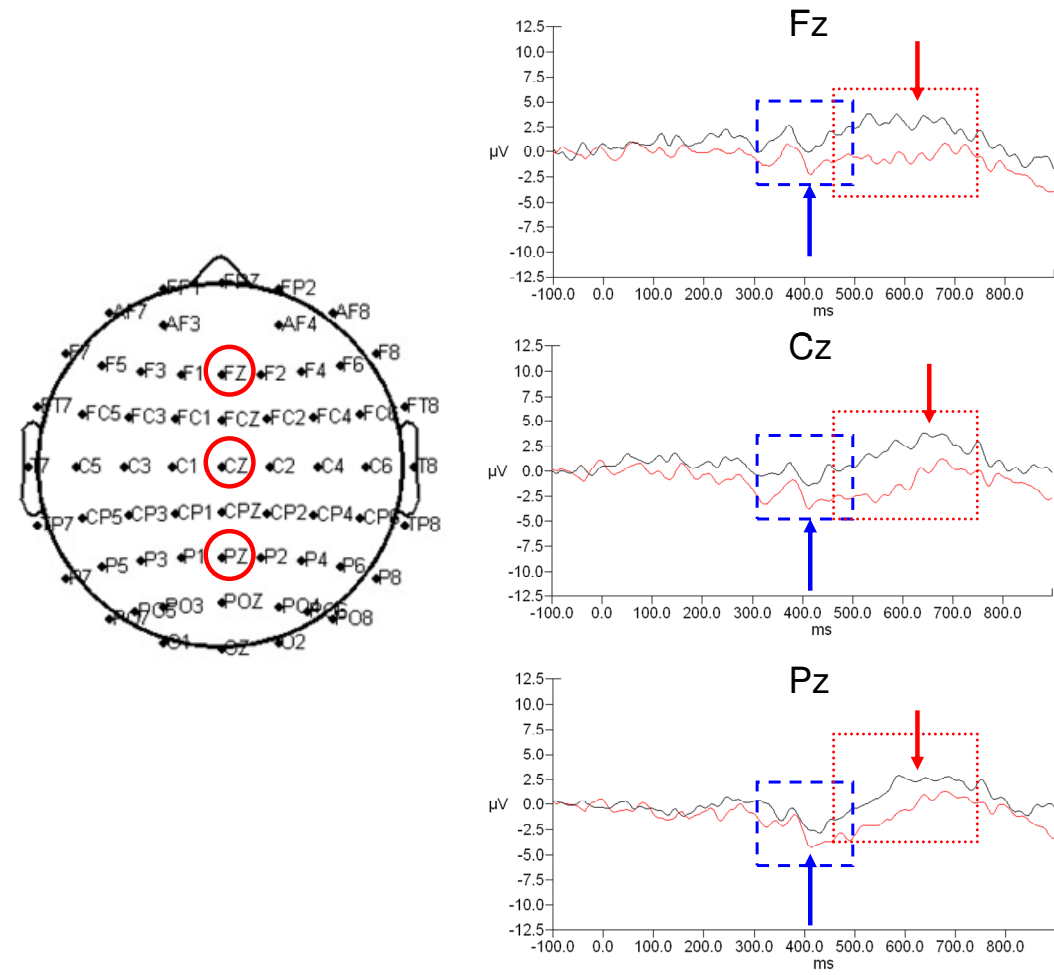 FP1 FPZ FP2
AF7 AF8
AF3 AF4
F7 F5 F3 F1 FZ F2 F4 F6 F8
FT7 FC5 FC3 FC1 FCZ FC2 FC4 FC6 FT8
T7 C5 C3 C1 CZ C2 C4 C6 T8
TP7 CP5 CP3 CP1 CPZ CP2 CP4 CP6 TP8
P7 P5 P3 P1 PZ P2 P4 P6 P8
PO7 PO5 PO3 POZ PO4 PO6 PO8
O1 OZ O2
Fz
12.5
10.0
7.5
5.0
2.5
µV 0.0
-2.5
-5.0
-7.5
-10.0
-12.5
-100.0 0.0 100.0 200.0 300.0 400.0 500.0 600.0 700.0 800.0
ms
Cz
12.5
10.0
7.5
5.0
2.5
µV 0.0
-2.5
-5.0
-7.5
-10.0
-12.5
-100.0 0.0 100.0 200.0 300.0 400.0 500.0 600.0 700.0 800.0
ms
Pz
12.5
10.0
7.5
5.0
2.5
µV 0.0
-2.5
-5.0
-7.5
-10.0
-12.5
-100.0 0.0 100.0 200.0 300.0 400.0 500.0 600.0 700.0 800.0
ms